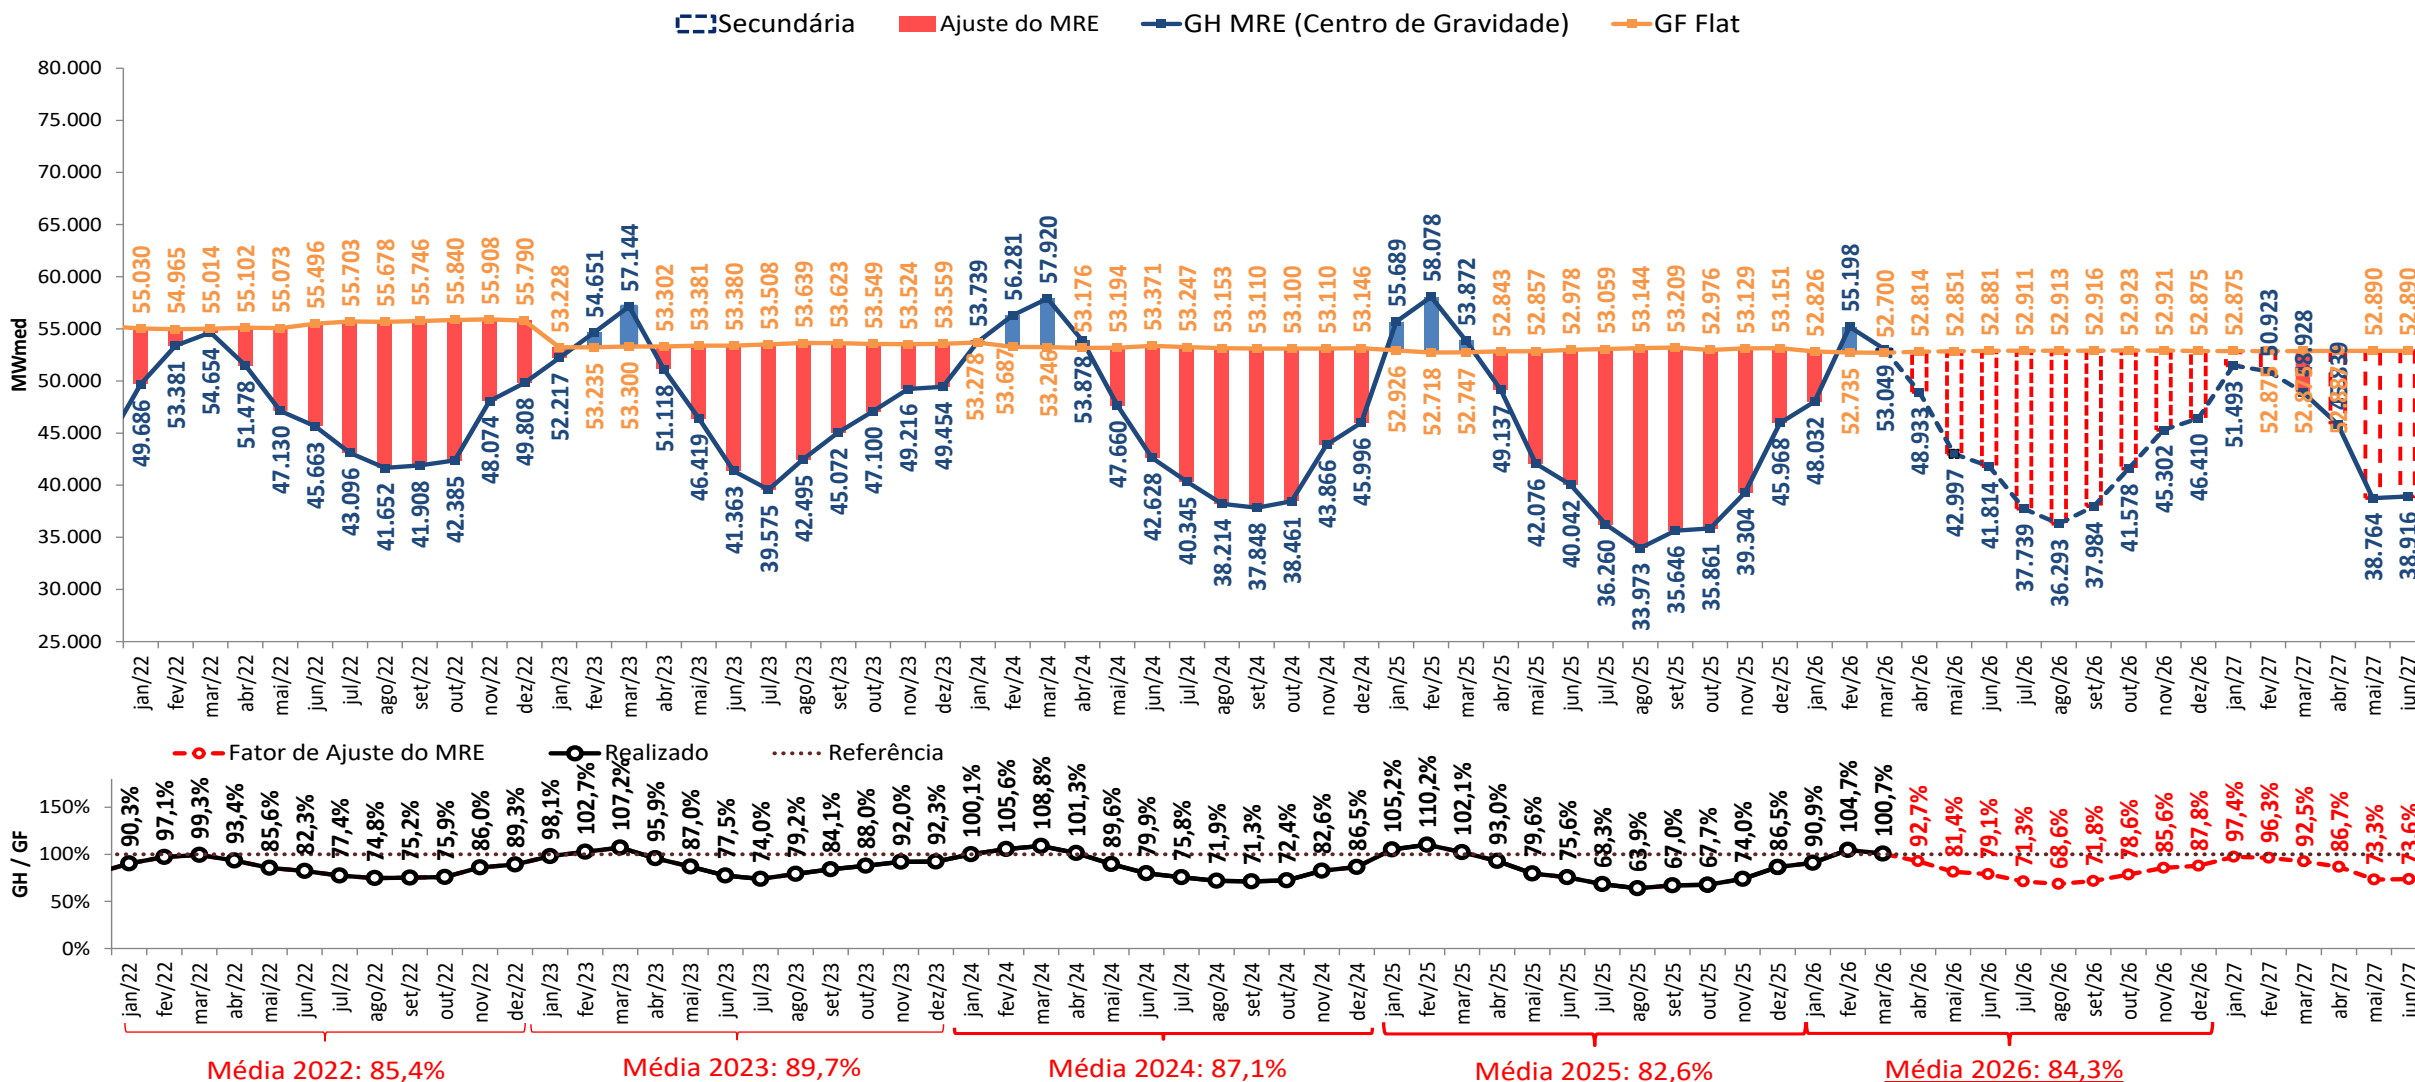 Secundária Ajuste do MRE GH MRE (Centro de Gravidade) GF Flat
MWmed
80.000
75.000
70.000
65.000
60.000
55.000
50.000
45.000
40.000
35.000
30.000
25.000
55.030 54.965 55.014 55.102 55.073 55.496 55.703 55.678 55.746 55.840 55.908 55.790 53.228 53.235 53.300 53.302 53.381 53.380 53.508 53.639 53.623 53.549 53.524 53.559 53.278 53.687 53.246 53.176 53.194 53.371 53.247 53.153 53.110 53.100 53.110 53.146 52.926 52.718 52.747 52.843 52.857 52.978 53.059 53.144 53.209 52.976 53.129 53.151 52.826 52.735 52.700 52.814 52.851 52.881 52.911 52.913 52.916 52.923 52.921 52.875 52.875 52.875 52.890 52.890
49.686 53.381 54.654 51.478 47.130 45.663 43.096 41.652 41.908 42.385 48.074 49.808 52.217 54.651 57.144 51.118 46.419 41.363 39.575 42.495 45.072 47.100 49.216 49.454 53.739 56.281 57.920 53.878 47.660 42.628 40.345 38.214 37.848 38.461 43.866 45.996 55.689 58.078 53.872 49.137 42.076 40.042 36.260 33.973 35.646 35.861 39.304 45.968 48.032 55.198 53.049 48.933 42.997 41.814 37.739 36.293 37.984 41.578 45.302 46.410 51.493 50.923 48.928 45.839 38.764 38.916
jan/22 fev/22 mar/22 abr/22 mai/22 jun/22 jul/22 ago/22 set/22 out/22 nov/22 dez/22 jan/23 fev/23 mar/23 abr/23 mai/23 jun/23 jul/23 ago/23 set/23 out/23 nov/23 dez/23 jan/24 fev/24 mar/24 abr/24 mai/24 jun/24 jul/24 ago/24 set/24 out/24 nov/24 dez/24 jan/25 fev/25 mar/25 abr/25 mai/25 jun/25 jul/25 ago/25 set/25 out/25 nov/25 dez/25 jan/26 fev/26 mar/26 abr/26 mai/26 jun/26 jul/26 ago/26 set/26 out/26 nov/26 dez/26 jan/27 fev/27 mar/27 abr/27 mai/27 jun/27
Fator de Ajuste do MRE Realizado Referência
GH / GF
150%
100%
50%
0%
90,3% 97,1% 99,3% 93,4% 85,6% 82,3% 77,4% 74,8% 75,2% 75,9% 86,0% 89,3% 98,1% 102,7% 107,2% 95,9% 87,0% 77,5% 74,0% 79,2% 84,1% 88,0% 92,0% 92,3% 100,1% 105,6% 108,8% 101,3% 89,6% 79,9% 75,8% 71,9% 71,3% 72,4% 82,6% 86,5% 105,2% 110,2% 102,1% 93,0% 79,6% 75,6% 68,3% 63,9% 67,0% 67,7% 74,0% 86,5% 90,9% 104,7% 100,7% 92,7% 81,4% 79,1% 71,3% 68,6% 71,8% 78,6% 85,6% 87,8% 97,4% 96,3% 92,5% 86,7% 73,3% 73,6%
jan/22 fev/22 mar/22 abr/22 mai/22 jun/22 jul/22 ago/22 set/22 out/22 nov/22 dez/22 jan/23 fev/23 mar/23 abr/23 mai/23 jun/23 jul/23 ago/23 set/23 out/23 nov/23 dez/23 jan/24 fev/24 mar/24 abr/24 mai/24 jun/24 jul/24 ago/24 set/24 out/24 nov/24 dez/24 jan/25 fev/25 mar/25 abr/25 mai/25 jun/25 jul/25 ago/25 set/25 out/25 nov/25 dez/25 jan/26 fev/26 mar/26 abr/26 mai/26 jun/26 jul/26 ago/26 set/26 out/26 nov/26 dez/26 jan/27 fev/27 mar/27 abr/27 mai/27 jun/27
Média 2022: 85,4% Média 2023: 89,7% Média 2024: 87,1% Média 2025: 82,6% Média 2026: 84,3%